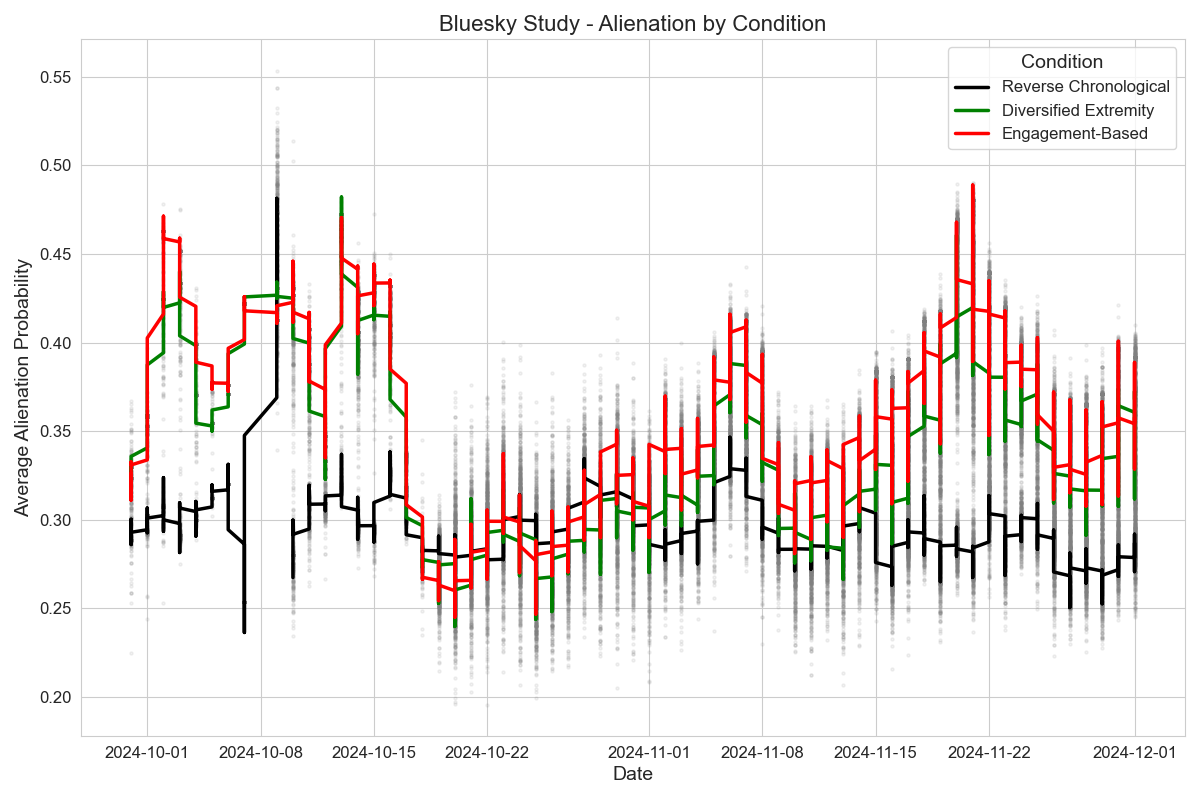 Bluesky Study - Alienation by Condition
Condition
Reverse Chronological
Diversified Extremity
Engagement-Based
Average Alienation Probability
0.55
0.50
0.45
0.40
0.35
0.30
0.25
0.20
2024-10-01
2024-10-08
2024-10-15
2024-10-22
2024-11-01
2024-11-08
2024-11-15
2024-11-22
2024-12-01
Date